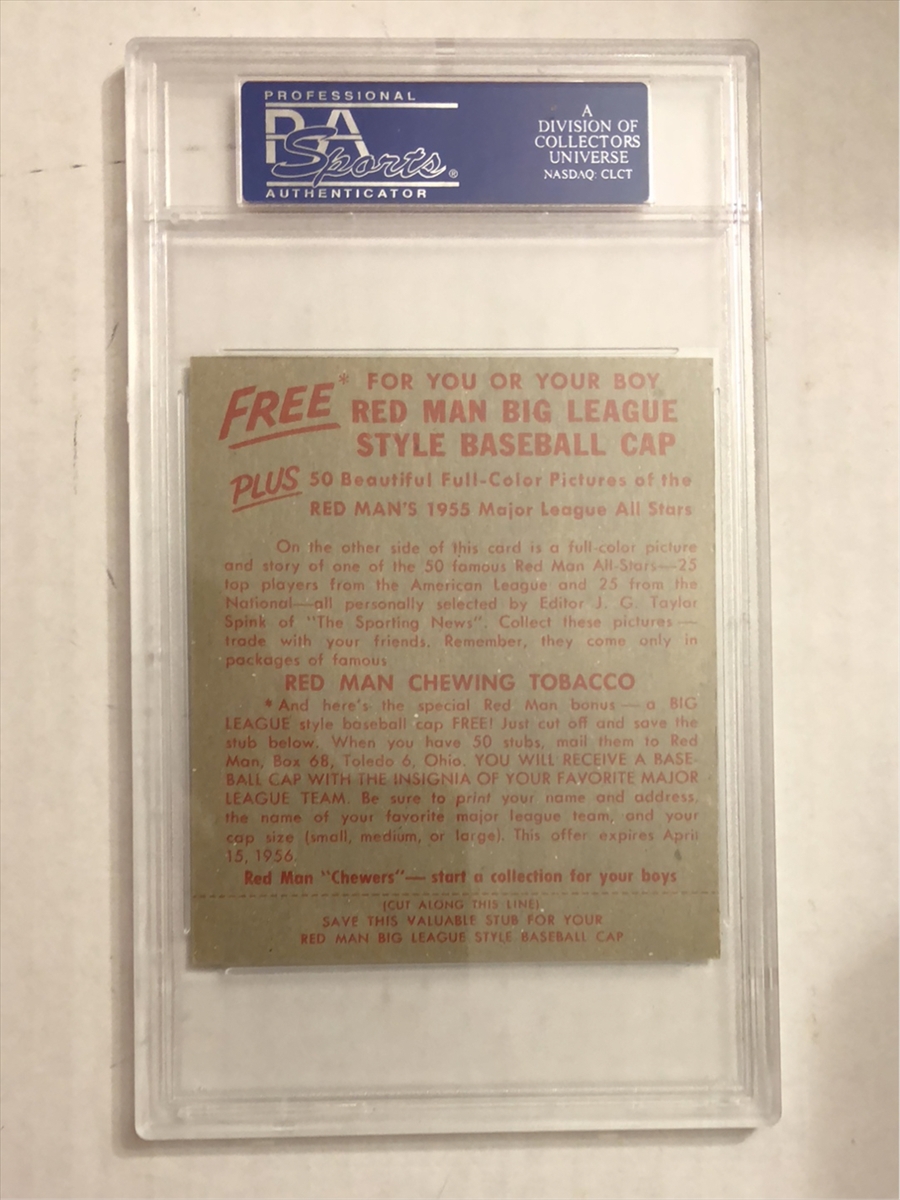 PROFESSIONAL
PSA
Sports®
AUTHENTICATOR
A
DIVISION OF
COLLECTORS
UNIVERSE
NASDAQ: CLCT
FREE* FOR YOU OR YOUR BOY
RED MAN BIG LEAGUE
STYLE BASEBALL CAP
PLUS 50 Beautiful Full-Color Pictures of the
RED MAN'S 1955 Major League All Stars
On the other side of this card is a full-color picture
and story of one of the 50 famous Red Man All-Stars—25
top players from the American League and 25 from the
National—all personally selected by Editor J. G. Taylor
Spink of "The Sporting News". Collect these pictures—
trade with your friends. Remember, they come only in
packages of famous
RED MAN CHEWING TOBACCO
* And here's the special Red Man bonus — a BIG
LEAGUE style baseball cap FREE! Just cut off and save the
stub below. When you have 50 stubs, mail them to Red
Man, Box 68, Toledo 6, Ohio. YOU WILL RECEIVE A BASE-
BALL CAP WITH THE INSIGNIA OF YOUR FAVORITE MAJOR
LEAGUE TEAM. Be sure to print your name and address,
the name of your favorite major league team, and your
cap size (small, medium, or large). This offer expires April
15, 1956.
Red Man "Chewers"— start a collection for your boys
(CUT ALONG THIS LINE)
SAVE THIS VALUABLE STUB FOR YOUR
RED MAN BIG LEAGUE STYLE BASEBALL CAP